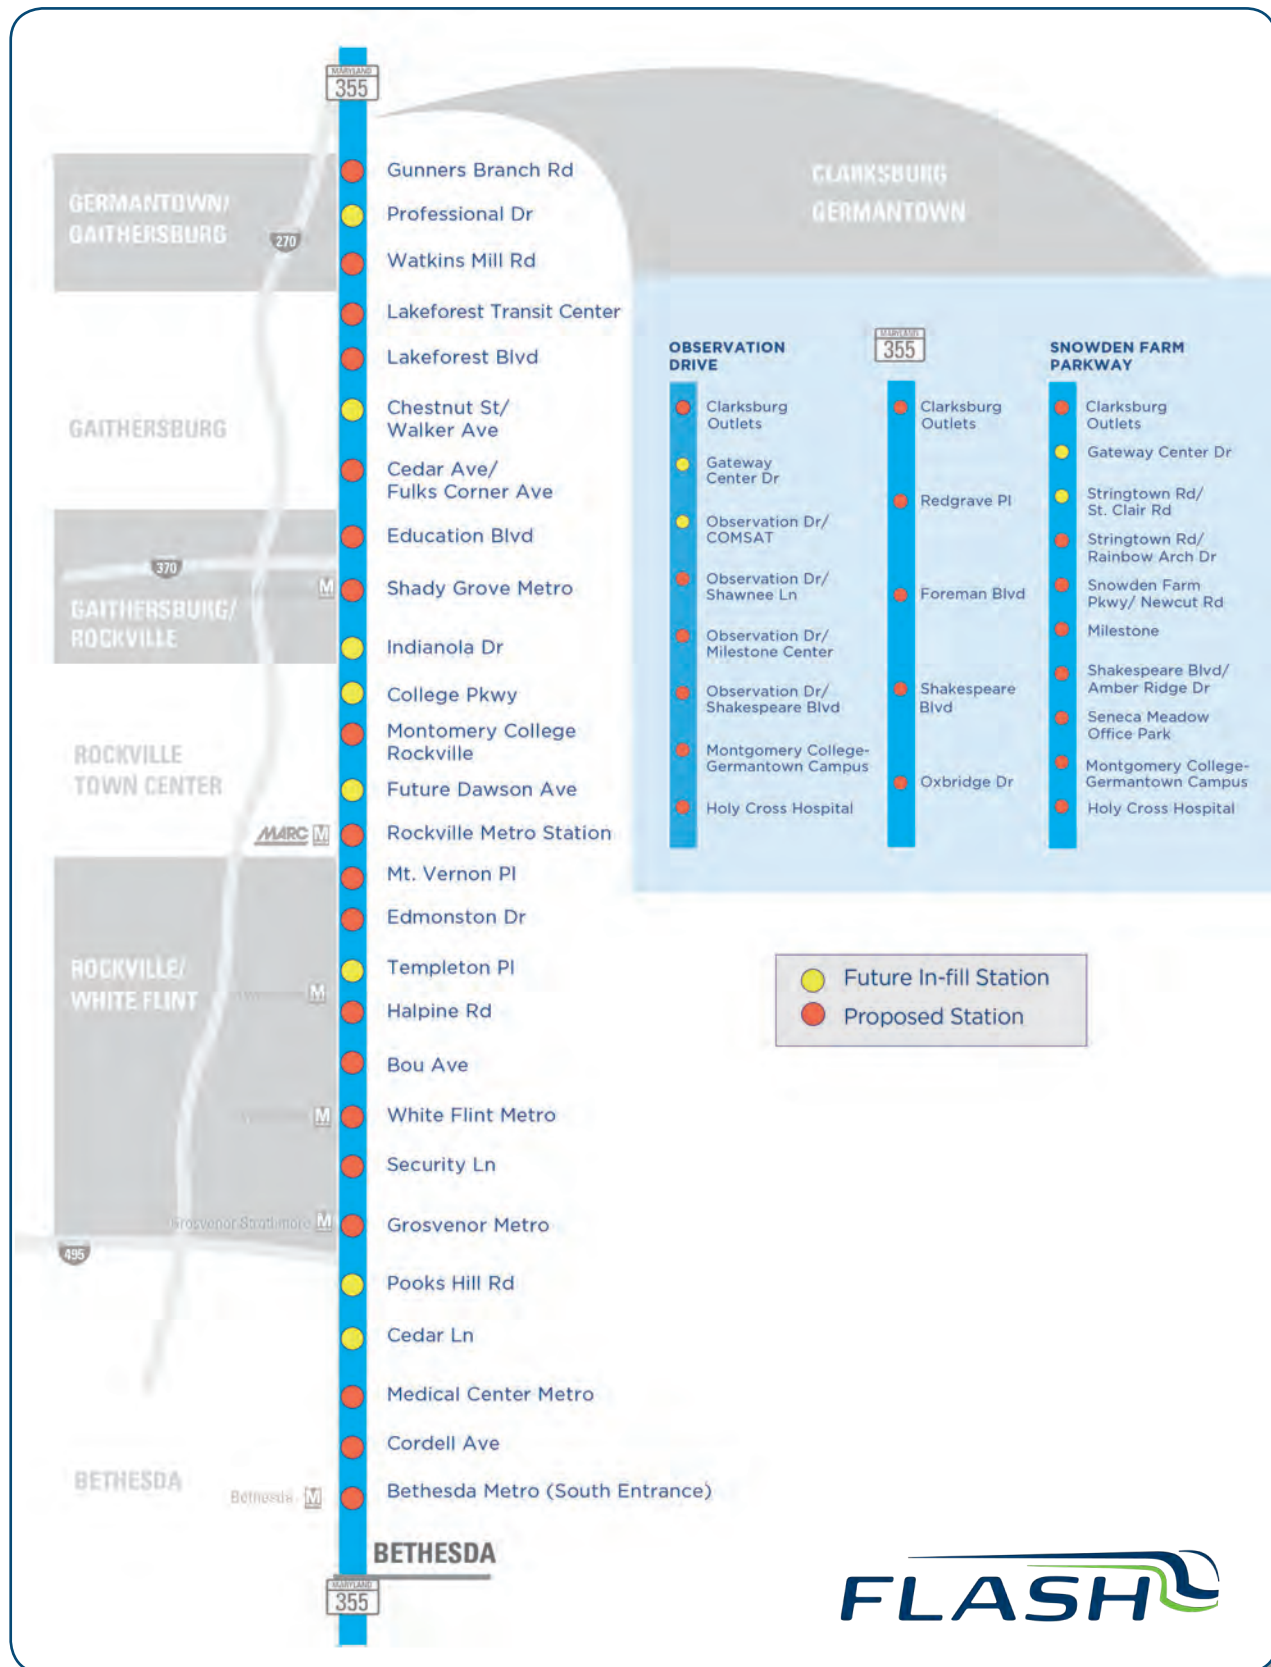 MARYLAND
355
Gunners Branch Rd
Professional Dr
Watkins Mill Rd
Lakeforest Transit Center
Lakeforest Blvd
Chestnut St/
Walker Ave
Cedar Ave/
Fulks Corner Ave
Education Blvd
Shady Grove Metro
Indianola Dr
College Pkwy
Montomery College
Rockville
Future Dawson Ave
Rockville Metro Station
Mt. Vernon Pl
Edmonston Dr
Templeton Pl
Halpine Rd
Bou Ave
White Flint Metro
Security Ln
Grosvenor Metro
Pooks Hill Rd
Cedar Ln
Medical Center Metro
Cordell Ave
Bethesda Metro (South Entrance)
BETHESDA
MARYLAND
355
GERMANTOWN/
GAITHERSBURG
270
GAITHERSBURG
370
M
GAITHERSBURG/
ROCKVILLE
ROCKVILLE
TOWN CENTER
MARC M
ROCKVILLE/
WHITE FLINT
M
M
Grosvenor-Strathmore M
495
BETHESDA
Bethesda M
CLARKSBURG
GERMANTOWN
OBSERVATION
DRIVE
Clarksburg
Outlets
Gateway
Center Dr
Observation Dr/
COMSAT
Observation Dr/
Shawnee Ln
Observation Dr/
Milestone Center
Observation Dr/
Shakespeare Blvd
Montgomery College-
Germantown Campus
Holy Cross Hospital
MARYLAND
355
Clarksburg
Outlets
Redgrave Pl
Foreman Blvd
Shakespeare
Blvd
Oxbridge Dr
SNOWDEN FARM
PARKWAY
Clarksburg
Outlets
Gateway Center Dr
Stringtown Rd/
St. Clair Rd
Stringtown Rd/
Rainbow Arch Dr
Snowden Farm
Pkwy/ Newcut Rd
Milestone
Shakespeare Blvd/
Amber Ridge Dr
Seneca Meadow
Office Park
Montgomery College-
Germantown Campus
Holy Cross Hospital
Future In-fill Station
Proposed Station
FLASH